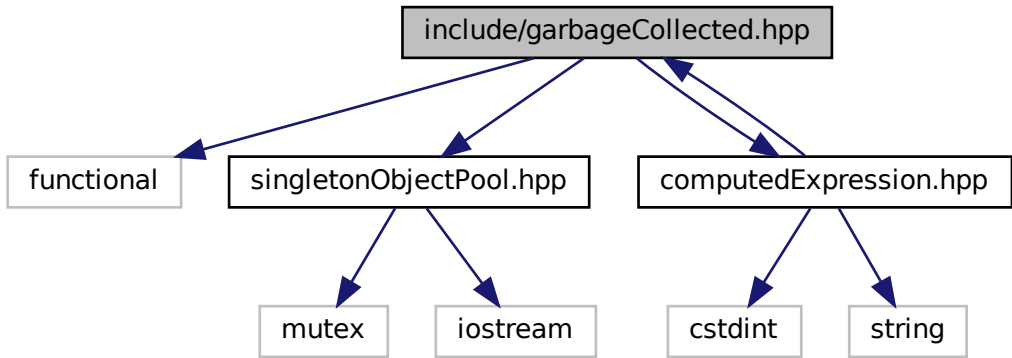 include/garbageCollected.hpp
functional
singletonObjectPool.hpp
computedExpression.hpp
mutex
iostream
cstdint
string